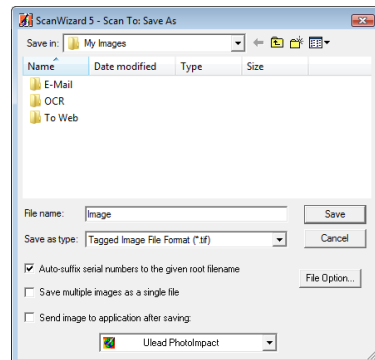 ScanWizard 5 - Scan To: Save As
Save in: My Images
Name Date modified Type Size
E-Mail
OCR
To Web
File name: Image Save
Save as type: Tagged Image File Format (*.tif) Cancel
Auto-suffix serial numbers to the given root filename
File Option...
Save multiple images as a single file
Send image to application after saving:
Ulead PhotoImpact